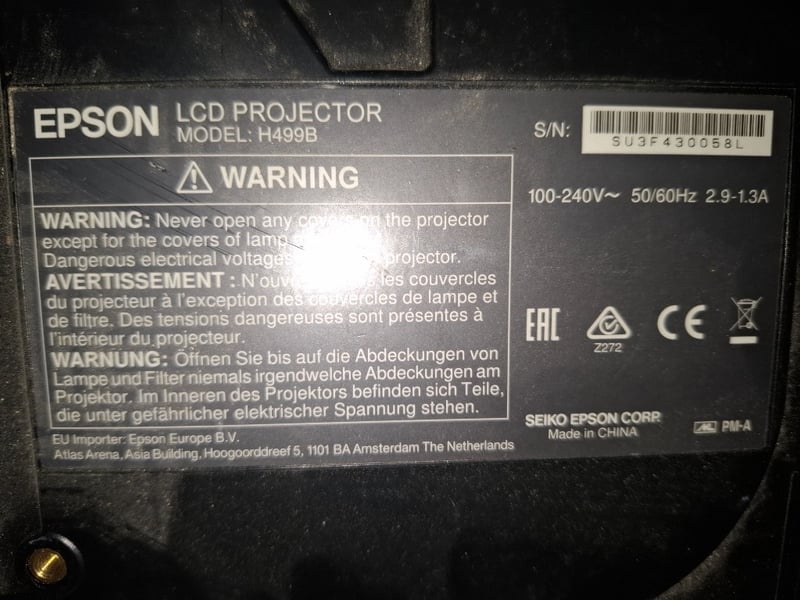 EPSON LCD PROJECTOR
MODEL: H499B
S/N: SU3F430058L
WARNING
100-240V~ 50/60Hz 2.9-1.3A
WARNING: Never open any covers on the projector
except for the covers of lamp
Dangerous electrical voltages projector.
AVERTISSEMENT : N'ouvrez les couvercles
du projecteur à l'exception des couvercles de lampe et
de filtre. Des tensions dangereuses sont présentes à
l'intérieur du projecteur.
WARNUNG: Öffnen Sie bis auf die Abdeckungen von
Lampe und Filter niemals irgendwelche Abdeckungen am
Projektor. Im Inneren des Projektors befinden sich Teile,
die unter gefährlicher elektrischer Spannung stehen.
EAC
Z272
CE
SEIKO EPSON CORP.
Made in CHINA
PM-A
EU Importer: Epson Europe B.V.
Atlas Arena, Asia Building, Hoogoorddreef 5, 1101 BA Amsterdam The Netherlands